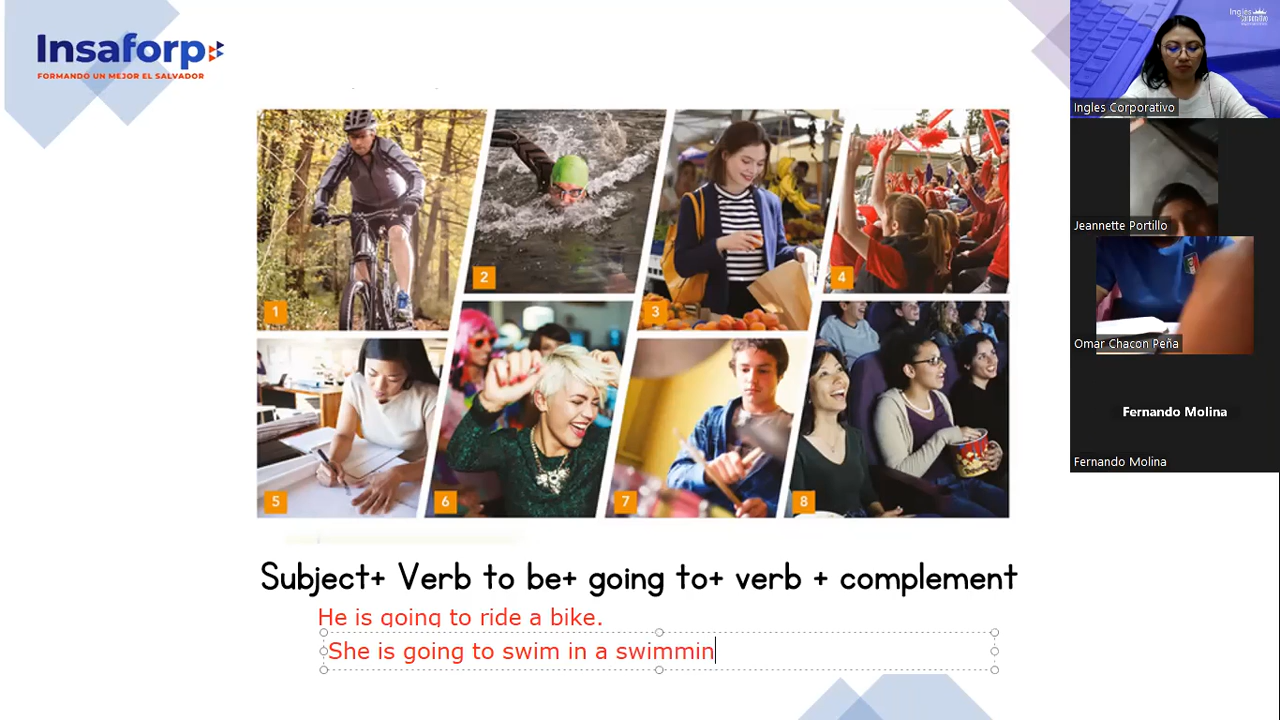 Insaforp
FORMANDO UN MEJOR EL SALVADOR
1
2
3
4
5
6
7
8
Subject+ Verb to be+ going to+ verb + complement
He is going to ride a bike.
She is going to swim in a swimmin
Ingles
Ingles Corporativo
Jeannette Portillo
Omar Chacon Peña
Fernando Molina
Fernando Molina